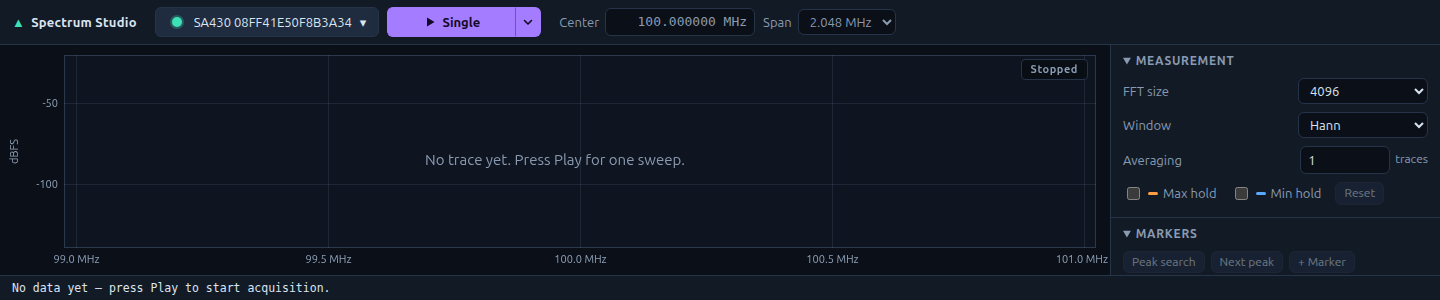 ▲ Spectrum Studio
SA430 08FF41E50F8B3A34 ▾
▶ Single
Center 100.000000 MHz Span 2.048 MHz
Stopped
-50
-100
dBFS
No trace yet. Press Play for one sweep.
99.0 MHz 99.5 MHz 100.0 MHz 100.5 MHz 101.0 MHz
▼ MEASUREMENT
FFT size 4096
Window Hann
Averaging 1 traces
Max hold Min hold Reset
▼ MARKERS
Peak search Next peak + Marker
No data yet — press Play to start acquisition.